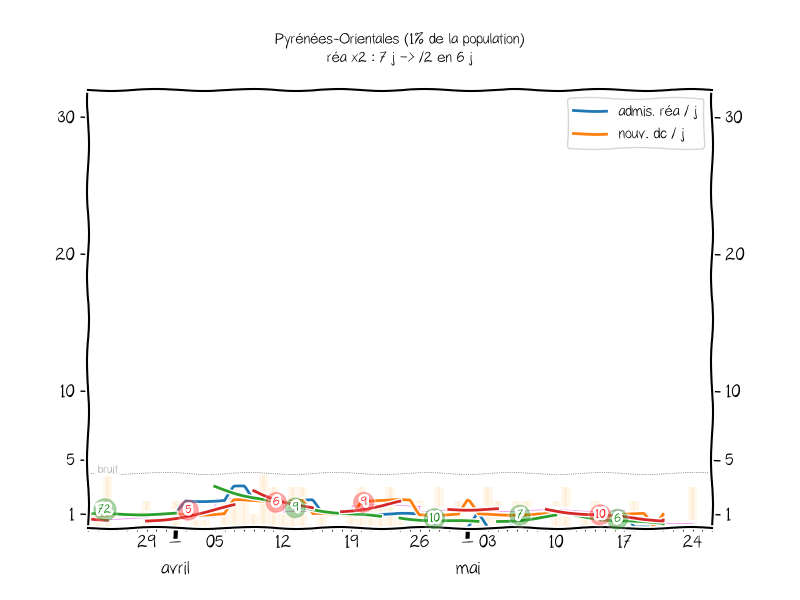 Pyrénées-Orientales (1% de la population)
réa x2 : 7 j -> /2 en 6 j
admis. réa / j
nouv. dc / j
30 30
20 20
10 10
5 5
bruit
1 1
72 5 6 9 9 10 7 10 6
29 05 12 19 26 03 10 17 24
avril mai